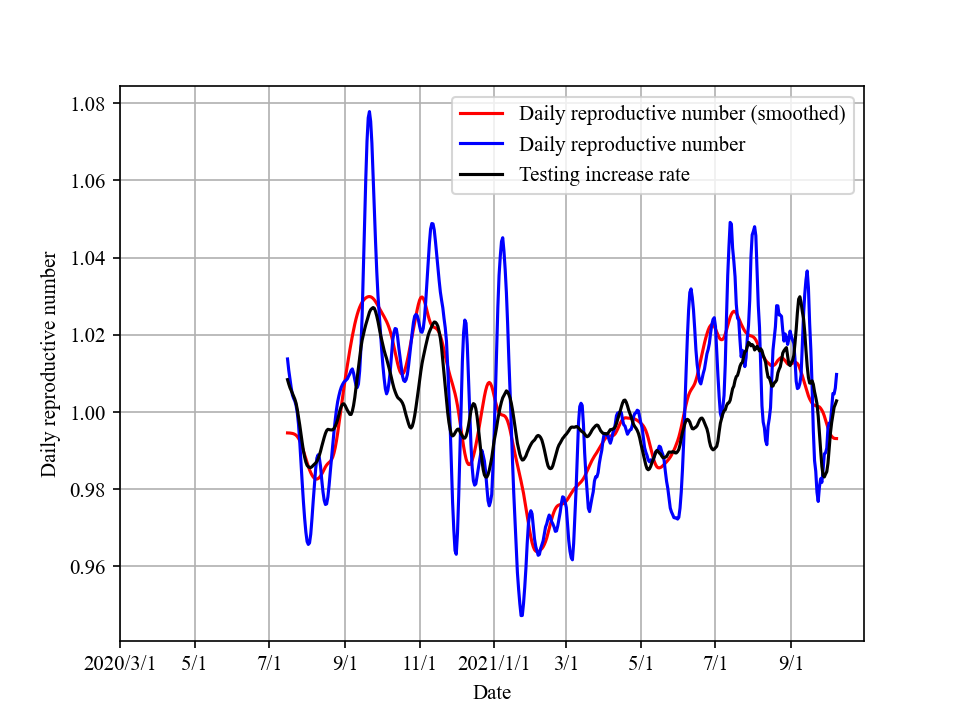 Daily reproductive number (smoothed)
Daily reproductive number
Testing increase rate
Daily reproductive number
1.08
1.06
1.04
1.02
1.00
0.98
0.96
2020/3/1 5/1 7/1 9/1 11/1 2021/1/1 3/1 5/1 7/1 9/1
Date